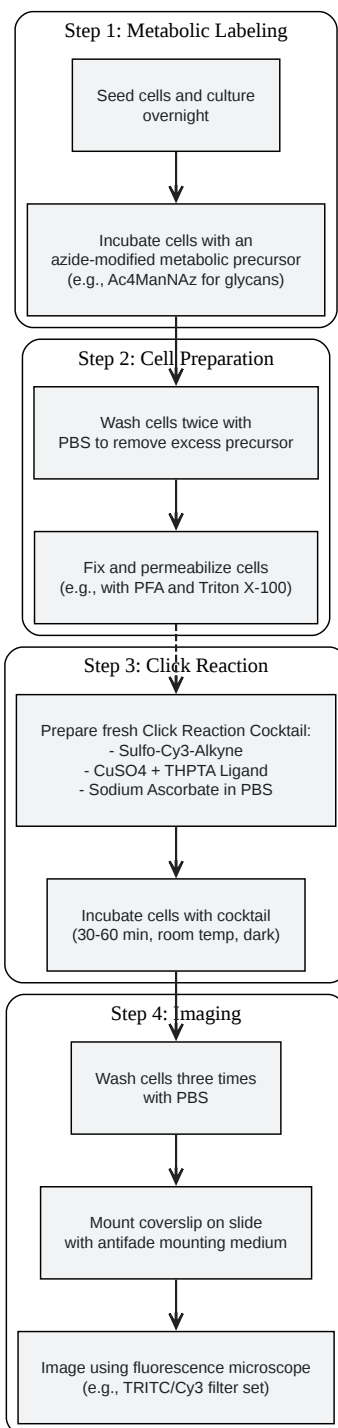 Step 1: Metabolic Labeling
Seed cells and culture
overnight
Incubate cells with an
azide-modified metabolic precursor
(e.g., Ac4ManNAz for glycans)
Step 2: Cell Preparation
Wash cells twice with
PBS to remove excess precursor
Fix and permeabilize cells
(e.g., with PFA and Triton X-100)
Step 3: Click Reaction
Prepare fresh Click Reaction Cocktail:
- Sulfo-Cy3-Alkyne
- CuSO4 + THPTA Ligand
- Sodium Ascorbate in PBS
Incubate cells with cocktail
(30-60 min, room temp, dark)
Step 4: Imaging
Wash cells three times
with PBS
Mount coverslip on slide
with antifade mounting medium
Image using fluorescence microscope
(e.g., TRITC/Cy3 filter set)